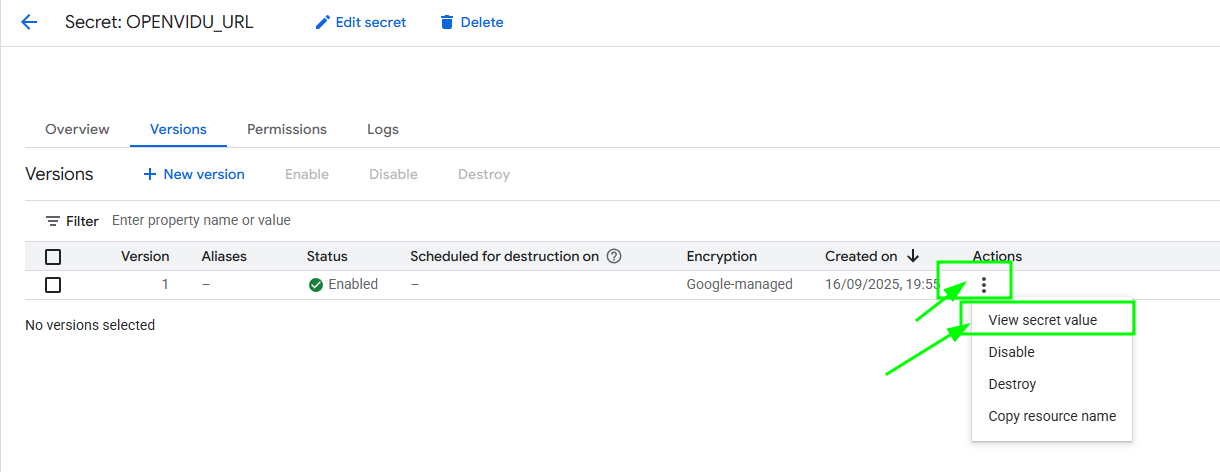 Secret: OPENVIDU_URL Edit secret Delete
Overview Versions Permissions Logs
Versions + New version Enable Disable Destroy
Filter Enter property name or value
Version Aliases Status Scheduled for destruction on ? Encryption Created on Actions
1 – Enabled – Google-managed 16/09/2025, 19:55
No versions selected
View secret value
Disable
Destroy
Copy resource name